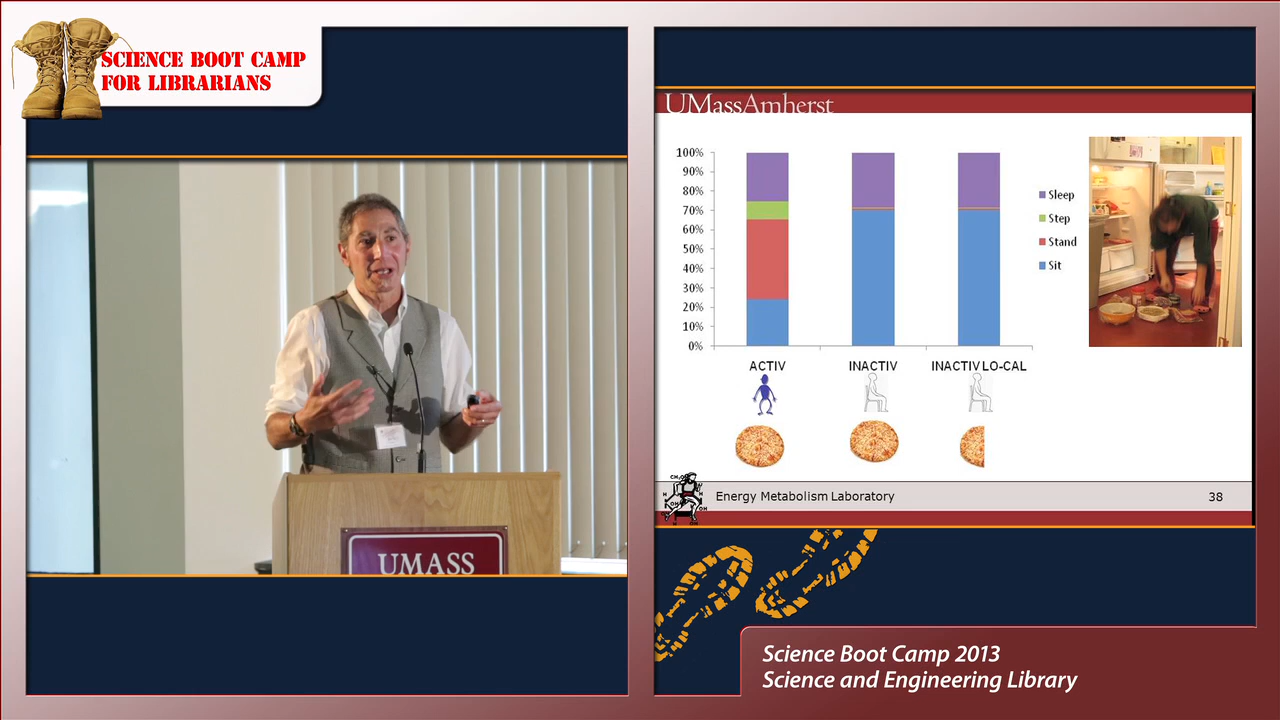 SCIENCE BOOT CAMP
FOR LIBRARIANS
UMASS
UMassAmherst
100%
90%
80%
70%
60%
50%
40%
30%
20%
10%
0%
Sleep
Step
Stand
Sit
ACTIV
INACTIV
INACTIV LO-CAL
Energy Metabolism Laboratory
38
Science Boot Camp 2013
Science and Engineering Library